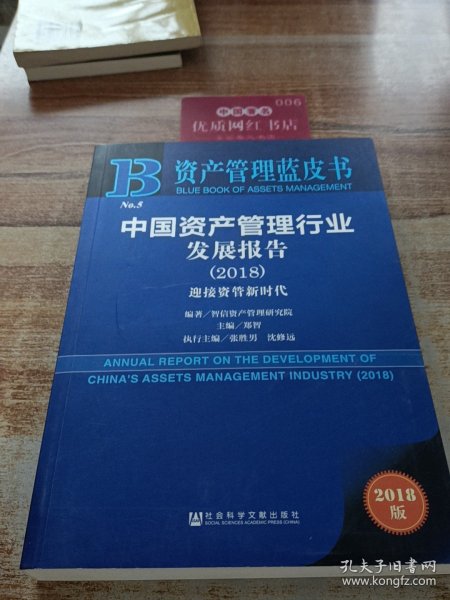 006
中国著名
优质网红书店
B
No.5
资产管理蓝皮书
BLUE BOOK OF ASSETS MANAGEMENT
中国资产管理行业
发展报告
(2018)
迎接资管新时代
编著/智信资产管理研究院
主编/郑智
执行主编/张胜男 沈修远
ANNUAL REPORT ON THE DEVELOPMENT OF
CHINA'S ASSETS MANAGEMENT INDUSTRY (2018)
2018
版
社会科学文献出版社
SOCIAL SCIENCES ACADEMIC PRESS (CHINA)
孔夫子旧书网
www.kongfz.com